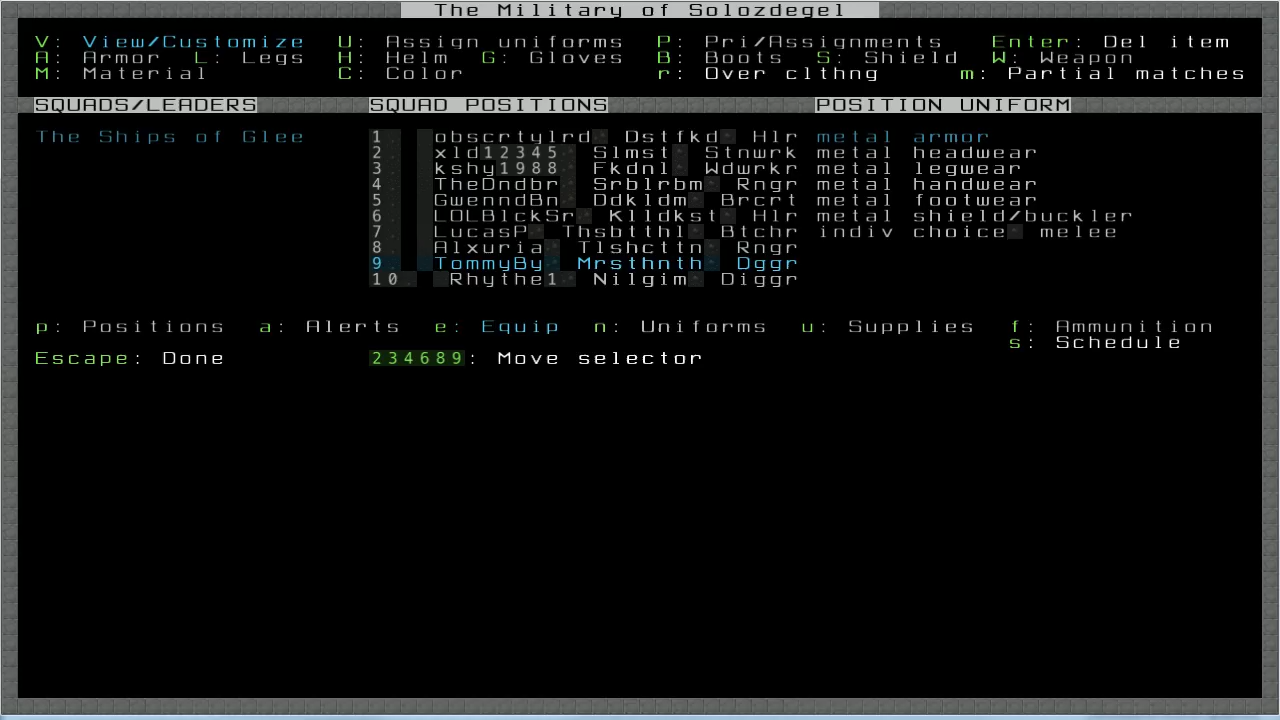 The Military of Solozdegel
V: View/Customize U: Assign uniforms P: Pri/Assignments Enter: Del item
A: Armor L: Legs H: Helm G: Gloves B: Boots S: Shield W: Weapon
M: Material C: Color r: Over clthng m: Partial matches
SQUADS/LEADERS SQUAD POSITIONS POSITION UNIFORM
The Ships of Glee 1 obscrtylrd Dstfkd Hlr metal armor
2 xld12345 Slmst Stnwrk metal headwear
3 kshy1988 Fkdnl Wdwrkr metal legwear
4 TheDndbr Srblrbm Rngr metal handwear
5 GwenndBn Ddkldm Brcrt metal footwear
6 LOLBlckSr Klldkst Hlr metal shield/buckler
7 LucasP Thsbtthl Btchr indiv choice melee
8 Alxuria Tlshcttn Rngr
9 TommyBy Mrsthnth Dggr
10 Rhythe1 Nilgim Diggr
p: Positions a: Alerts e: Equip n: Uniforms u: Supplies f: Ammunition
s: Schedule
Escape: Done 234689: Move selector